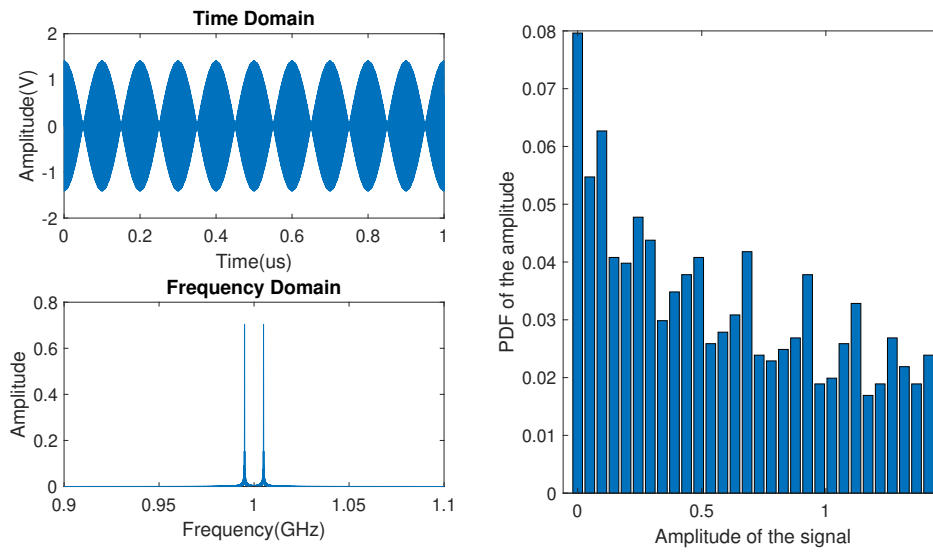 Time Domain
2
1
0
-1
-2
Amplitude(V)
0 0.2 0.4 0.6 0.8 1
Time(us)
Frequency Domain
0.8
0.6
0.4
0.2
0
Amplitude
0.9 0.95 1 1.05 1.1
Frequency(GHz)
0.08
0.07
0.06
0.05
0.04
0.03
0.02
0.01
0
PDF of the amplitude
0 0.5 1
Amplitude of the signal